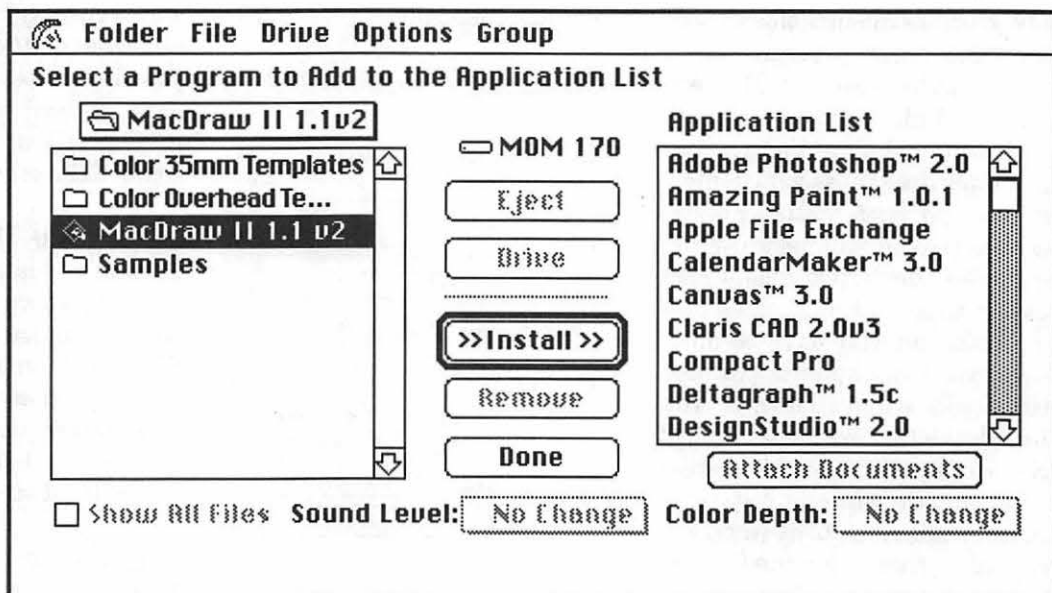 Folder File Drive Options Group
Select a Program to Add to the Application List
MacDraw II 1.1v2
Color 35mm Templates
Color Overhead Te...
MacDraw II 1.1 v2
Samples
MOM 170
Eject
Drive
>>Install >>
Remove
Done
Application List
Adobe Photoshop™ 2.0
Amazing Paint™ 1.0.1
Apple File Exchange
CalendarMaker™ 3.0
Canvas™ 3.0
Claris CAD 2.0v3
Compact Pro
Deltagraph™ 1.5c
DesignStudio™ 2.0
Attach Documents
Show All Files Sound Level: No Change Color Depth: No Change